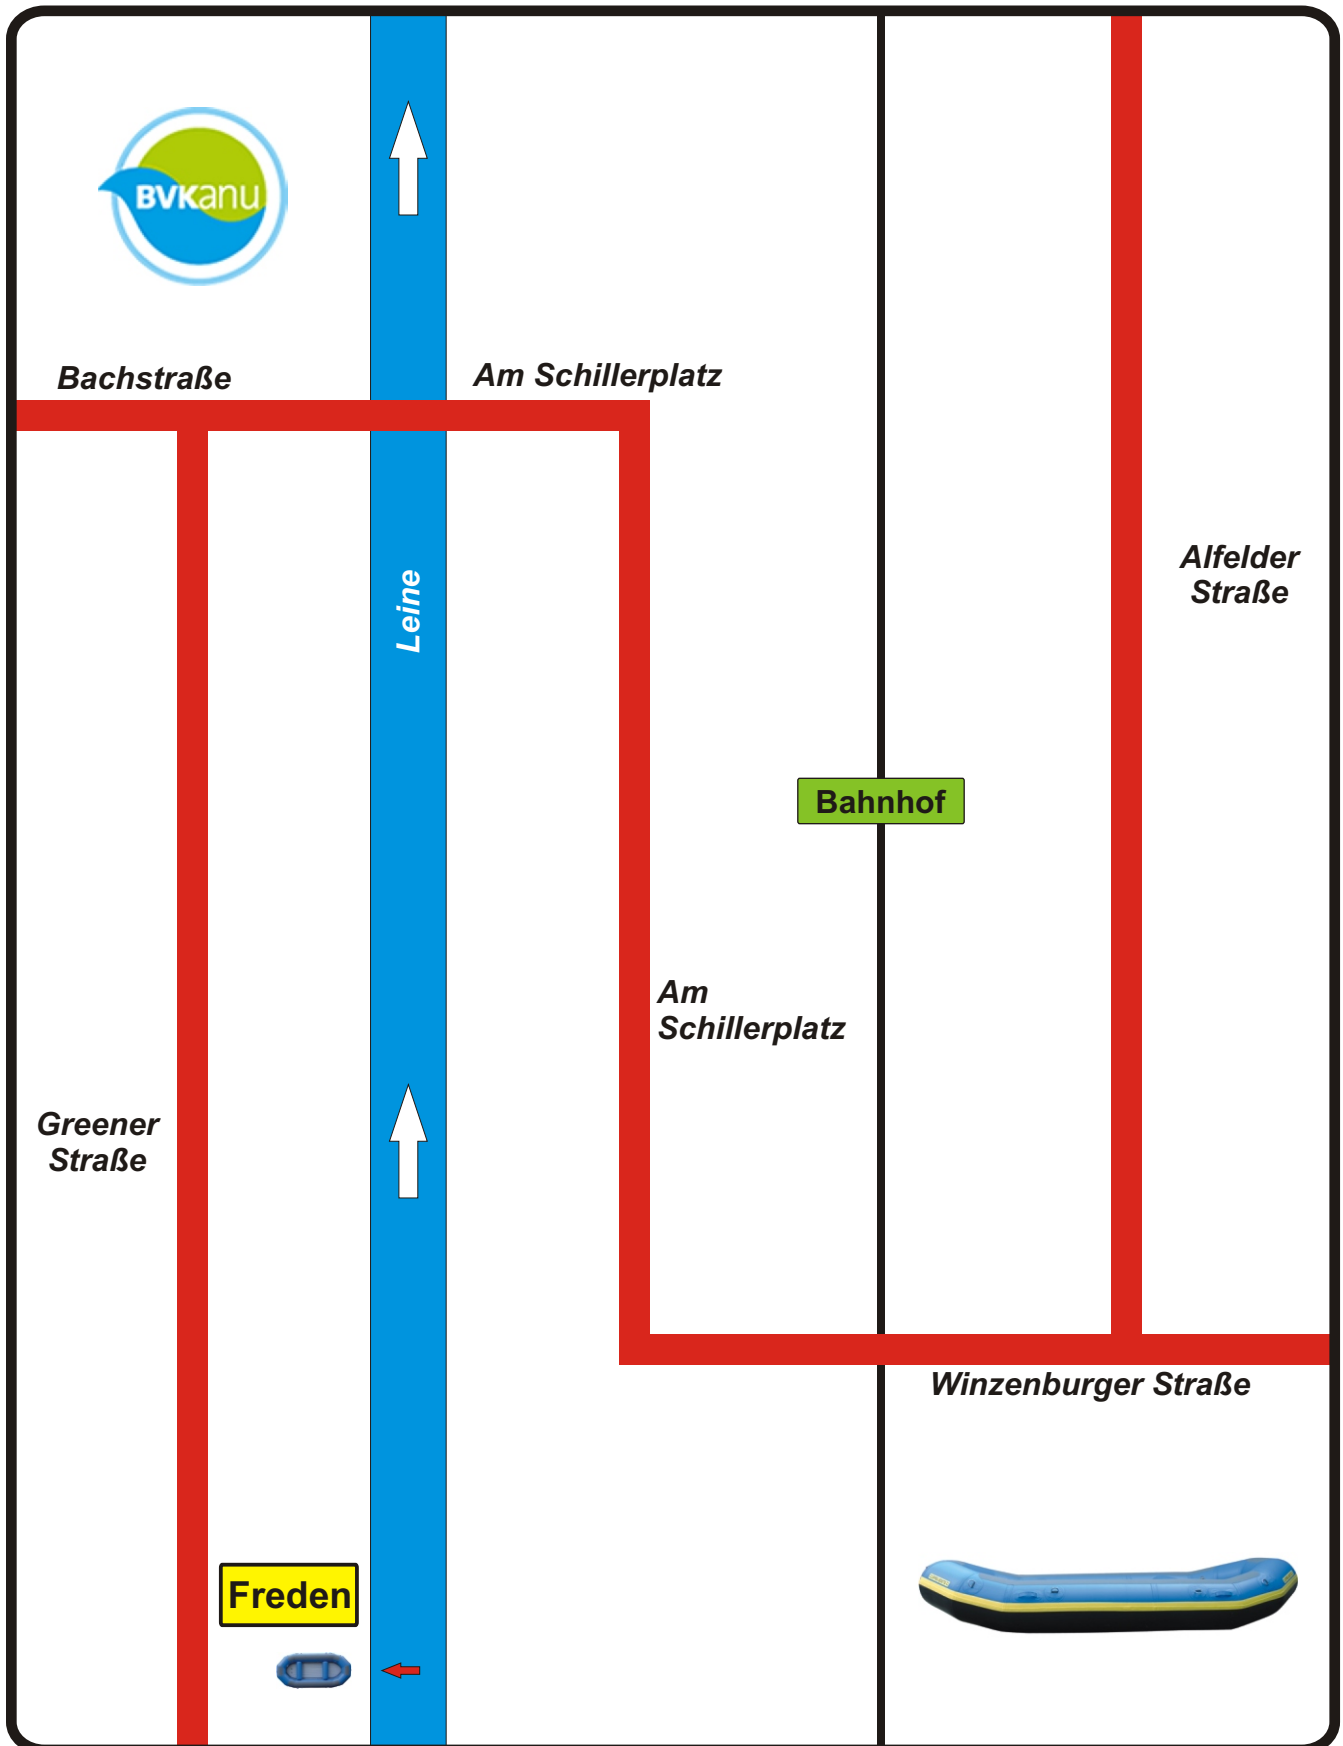 BVKanu
Bachstraße
Am Schillerplatz
Leine
Alfelder
Straße
Bahnhof
Am
Schillerplatz
Greener
Straße
Winzenburger Straße
Freden